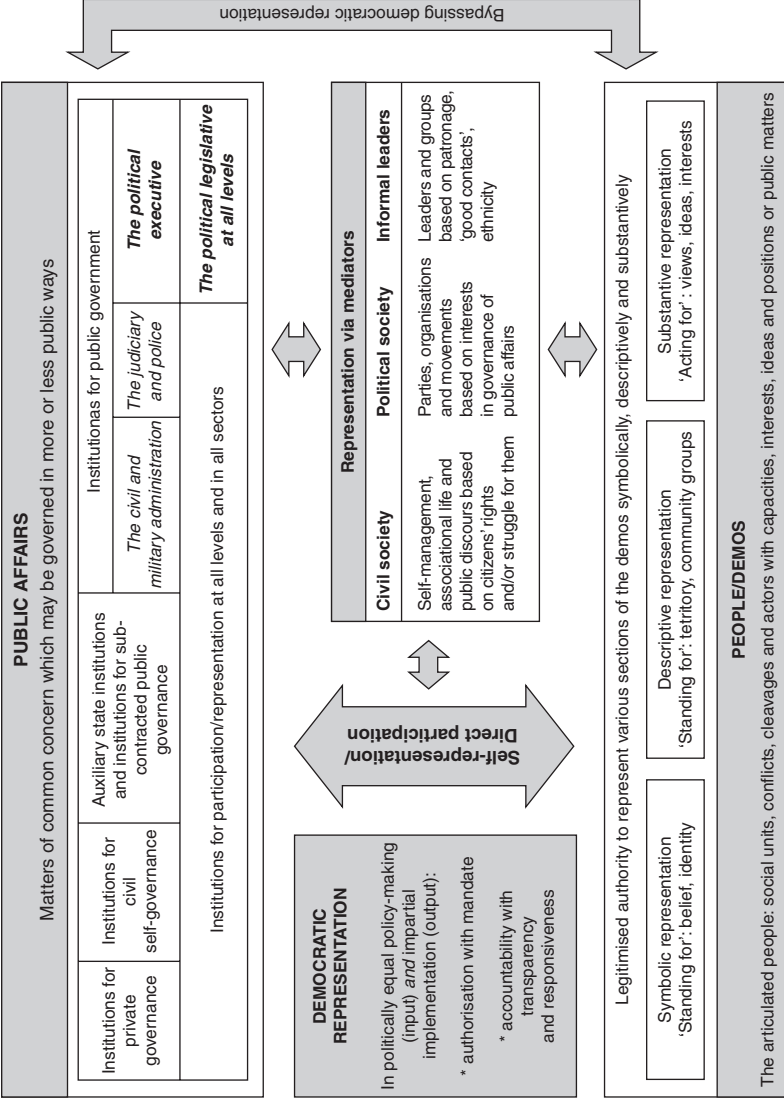 PUBLIC AFFAIRS
Matters of common concern which may be governed in more or less public ways
Institutions for
private
governance
Institutions for
civil
self-governance
Auxiliary state institutions
and institutions for sub-
contracted public
governance
Institutionas for public government
The civil and
military administration
The judiciary
and police
The political
executive
Institutions for participation/representation at all levels and in all sectors
The political legislative
at all levels
DEMOCRATIC
REPRESENTATION
In politically equal policy-making
(input) and impartial
implementation (output):
* authorisation with mandate
* accountability with
transparency
and responsiveness
Self-representation/
Direct participation
Representation via mediators
Civil society
Self-management,
associational life and
public discours based
on citizens' rights
and/or struggle for them
Political society
Parties, organisations
and movements
based on interests
in governance of
public affairs
Informal leaders
Leaders and groups
based on patronage,
'good contacts',
ethnicity
Bypassing democratic representation
Legitimised authority to represent various sections of the demos symbolically, descriptively and substantively
Symbolic representation
'Standing for': belief, identity
Descriptive representation
'Standing for': tetritory, community groups
Substantive representation
'Acting for' : views, ideas, interests
PEOPLE/DEMOS
The articulated people: social units, conflicts, cleavages and actors with capacities, interests, ideas and positions or public matters